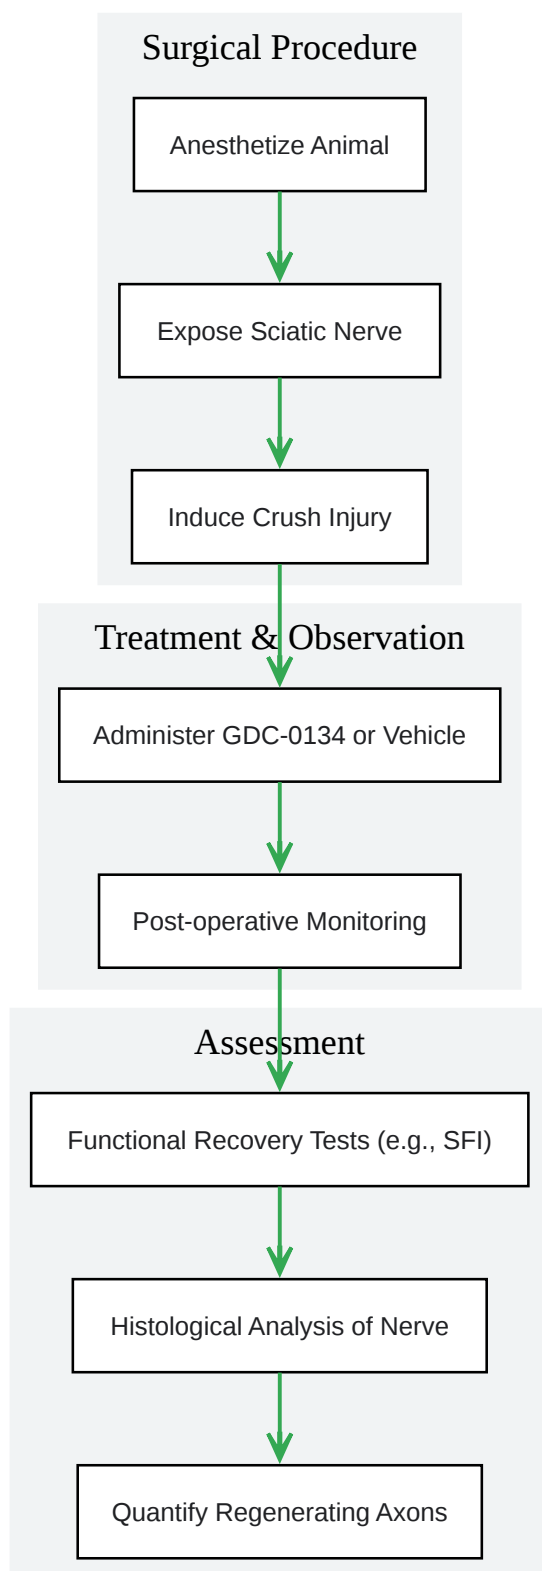 Surgical Procedure
Anesthetize Animal
Expose Sciatic Nerve
Induce Crush Injury
Treatment & Observation
Administer GDC-0134 or Vehicle
Post-operative Monitoring
Assessment
Functional Recovery Tests (e.g., SFI)
Histological Analysis of Nerve
Quantify Regenerating Axons